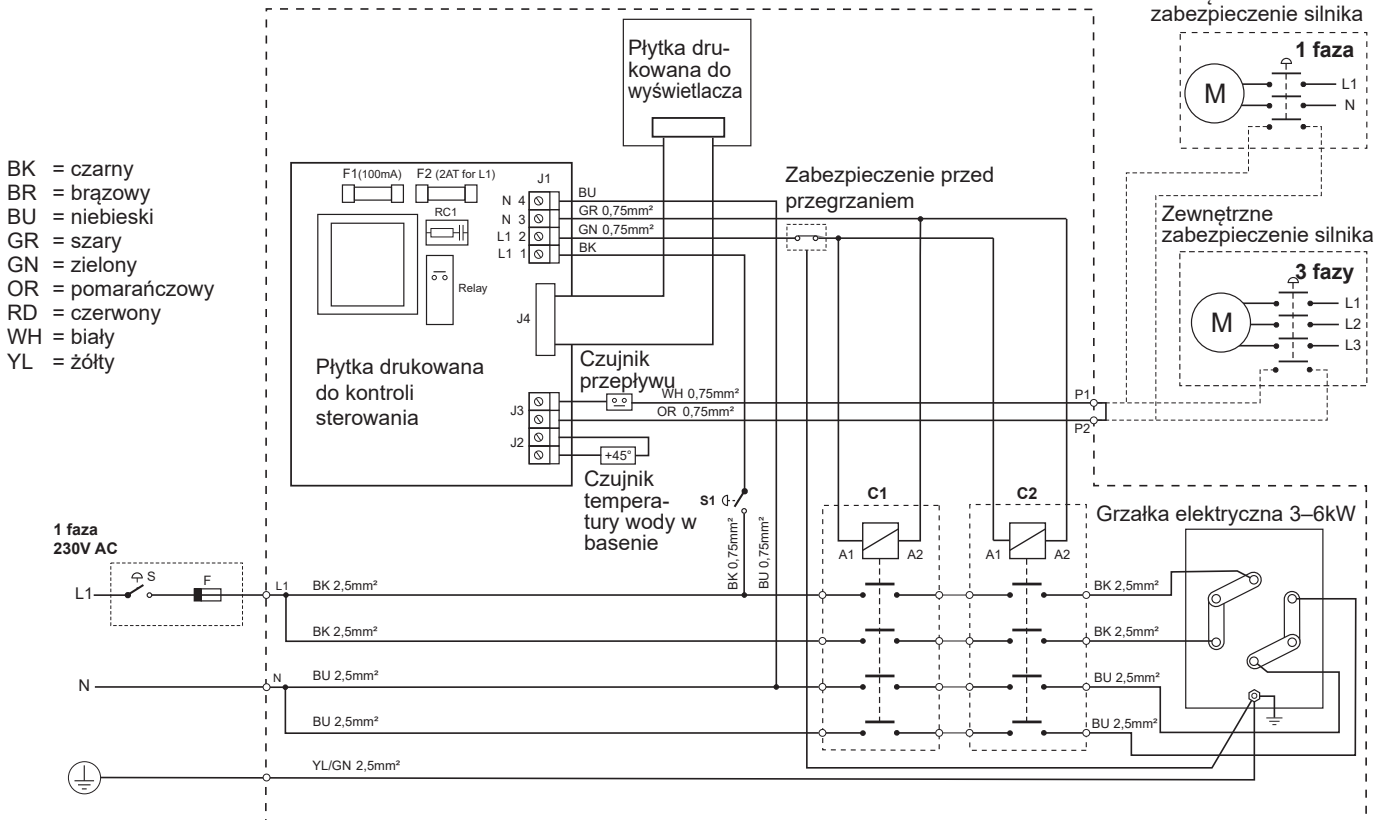 zabezpieczenie silnika
1 faza
M
L1
N
Płytka dru-
kowana do
wyświetlacza
BK = czarny
BR = brązowy
BU = niebieski
GR = szary
GN = zielony
OR = pomarańczowy
RD = czerwony
WH = biały
YL = żółty
F1(100mA)
F2 (2AT for L1)
J1
RC1
N 4
N 3
L1 2
L1 1
BU
GR 0,75mm²
GN 0,75mm²
BK
Relay
J4
Płytka drukowana
do kontroli
sterowania
Zabezpieczenie przed
przegrzaniem
Zewnętrzne
zabezpieczenie silnika
3 fazy
M
L1
L2
L3
Czujnik
przepływu
WH 0,75mm²
OR 0,75mm²
J3
J2
+45°
P1
P2
Czujnik
tempera-
tury wody w
basenie
S1
BK 0,75mm²
BU 0,75mm²
C1
C2
A1
A2
A1
A2
Grzałka elektryczna 3–6kW
1 faza
230V AC
L1
S
F
L1
BK 2,5mm²
BK 2,5mm²
BK 2,5mm²
BK 2,5mm²
N
N
BU 2,5mm²
BU 2,5mm²
BU 2,5mm²
BU 2,5mm²
YL/GN 2,5mm²